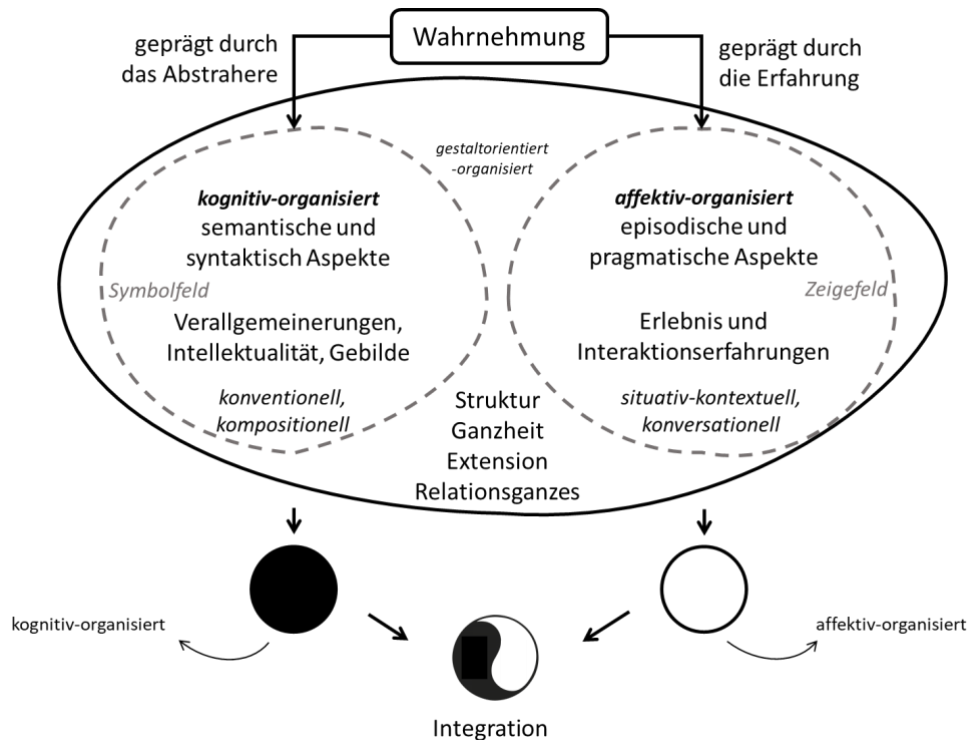 Wahrnehmung
geprägt durch
das Abstrahere
geprägt durch
die Erfahrung
gestaltorientiert
-organisiert
kognitiv-organisiert
semantische und
syntaktisch Aspekte
Symbolfeld
Verallgemeinerungen,
Intellektualität, Gebilde
konventionell,
kompositionell
affektiv-organisiert
episodische und
pragmatische Aspekte
Zeigefeld
Erlebnis und
Interaktionserfahrungen
situativ-kontextuell,
konversationell
Struktur
Ganzheit
Extension
Relationsganzes
kognitiv-organisiert
affektiv-organisiert
Integration